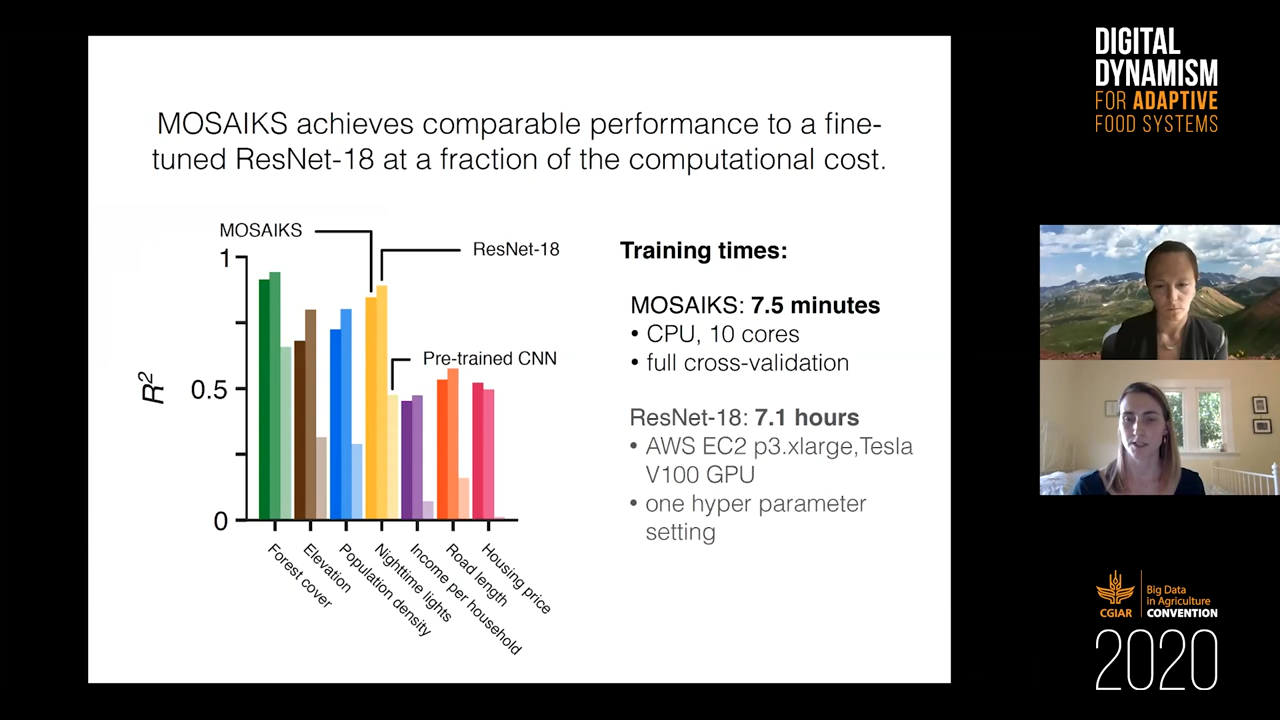 MOSAIKS achieves comparable performance to a fine-
tuned ResNet-18 at a fraction of the computational cost.
MOSAIKS
ResNet-18
Pre-trained CNN
1
0.5
0
R²
Forest cover
Elevation
Population density
Nighttime lights
Income per household
Road length
Housing price
Training times:
MOSAIKS: 7.5 minutes
• CPU, 10 cores
• full cross-validation
ResNet-18: 7.1 hours
• AWS EC2 p3.xlarge,Tesla
V100 GPU
• one hyper parameter
setting
DIGITAL
DYNAMISM
FOR ADAPTIVE
FOOD SYSTEMS
CGIAR
Big Data
in Agriculture
CONVENTION
2020